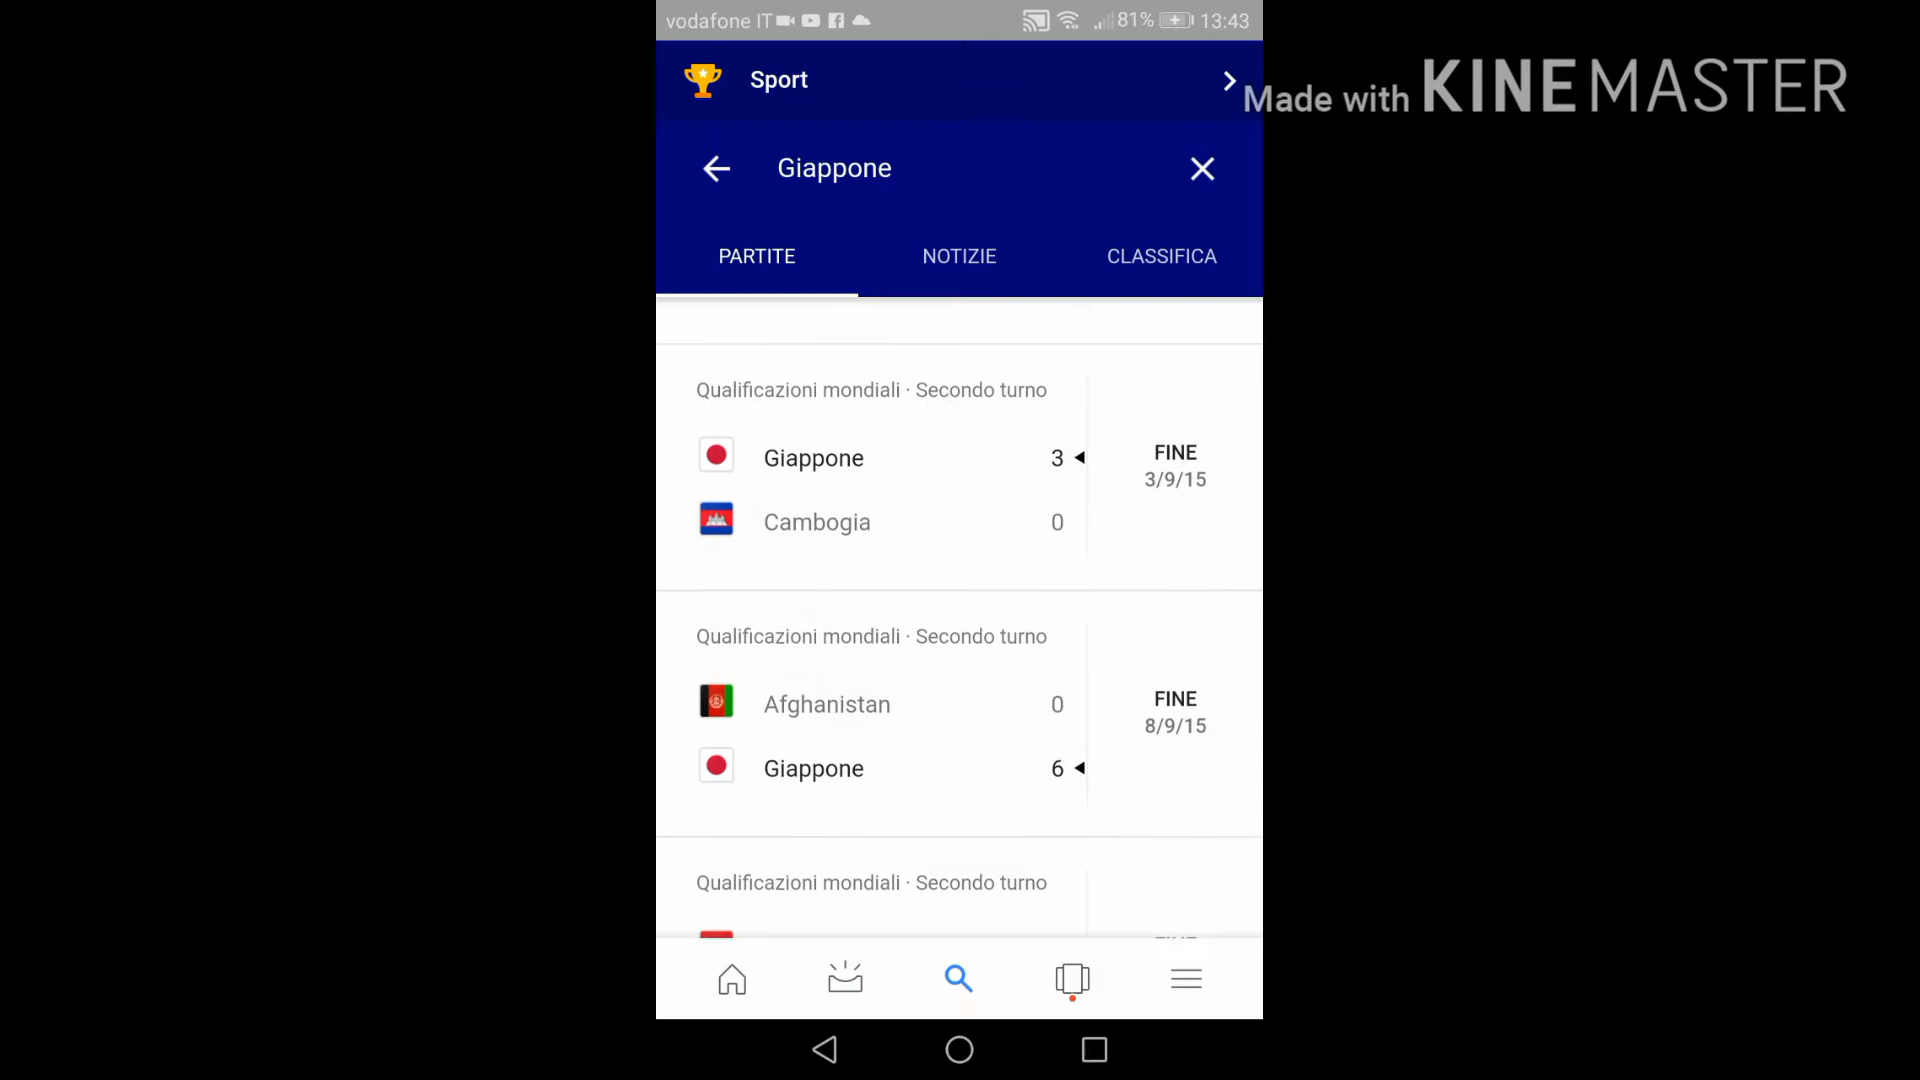 vodafone IT 81% 13:43
Sport
Made with KINEMASTER
Giappone
PARTITE NOTIZIE CLASSIFICA
Qualificazioni mondiali · Secondo turno
Giappone 3
FINE
3/9/15
Cambogia 0
Qualificazioni mondiali · Secondo turno
Afghanistan 0
FINE
8/9/15
Giappone 6
Qualificazioni mondiali · Secondo turno